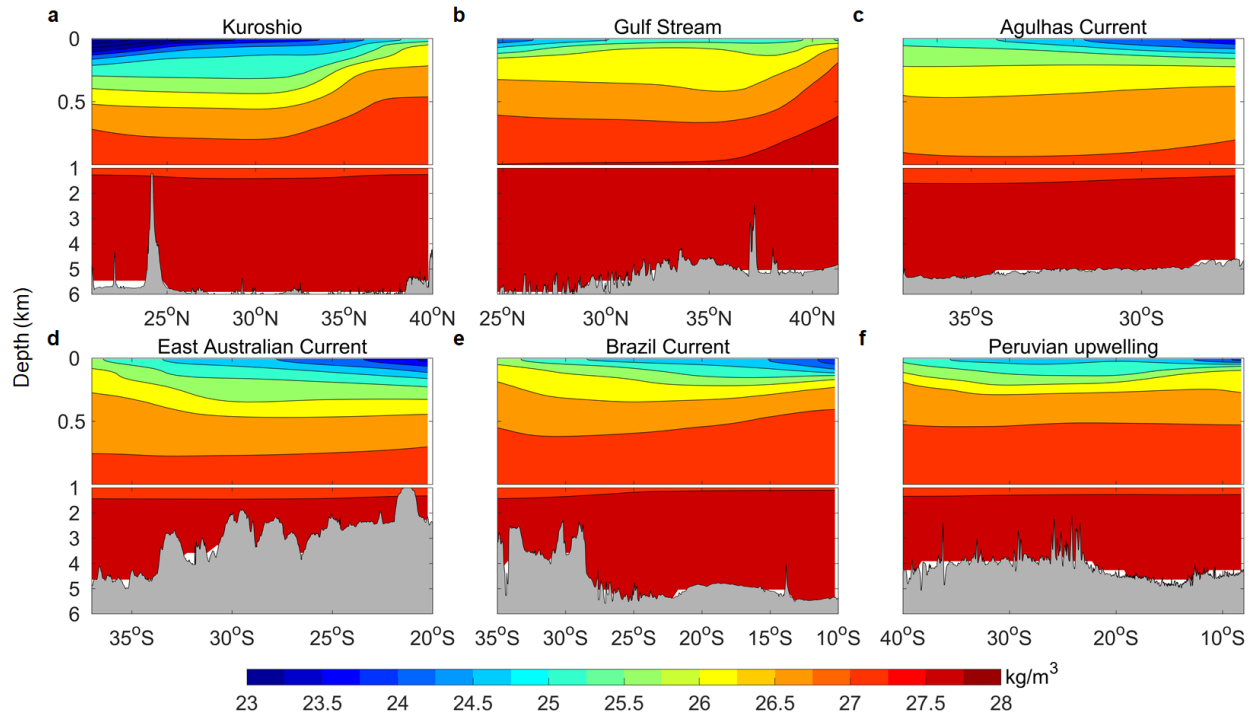 a
Kuroshio
b
Gulf Stream
c
Agulhas Current
0
0.5
1
2
3
4
5
6
25°N 30°N 35°N 40°N
25°N 30°N 35°N 40°N
35°S 30°S
Depth (km)
d
East Australian Current
e
Brazil Current
f
Peruvian upwelling
0
0.5
1
2
3
4
5
6
35°S 30°S 25°S 20°S
35°S 30°S 25°S 20°S 15°S 10°S
40°S 30°S 20°S 10°S
kg/m³
23 23.5 24 24.5 25 25.5 26 26.5 27 27.5 28